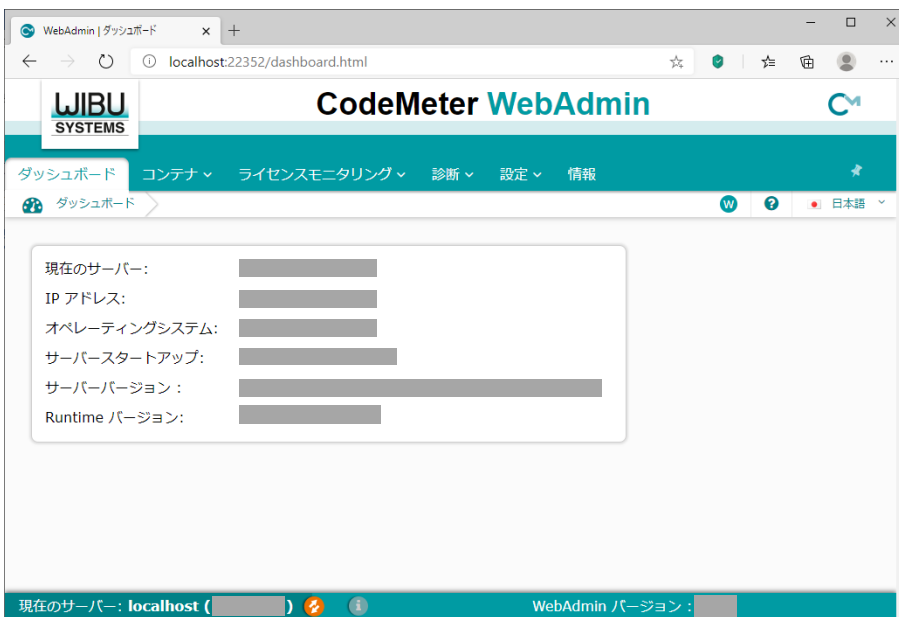 WebAdmin | ダッシュボード
localhost:22352/dashboard.html
WIBU
SYSTEMS
CodeMeter WebAdmin
CM
ダッシュボード コンテナ ライセンスモニタリング 診断 設定 情報
ダッシュボード W ? 日本語
現在のサーバー:
IP アドレス:
オペレーティングシステム:
サーバースタートアップ:
サーバーバージョン :
Runtime バージョン:
現在のサーバー: localhost ( ) i WebAdmin バージョン :